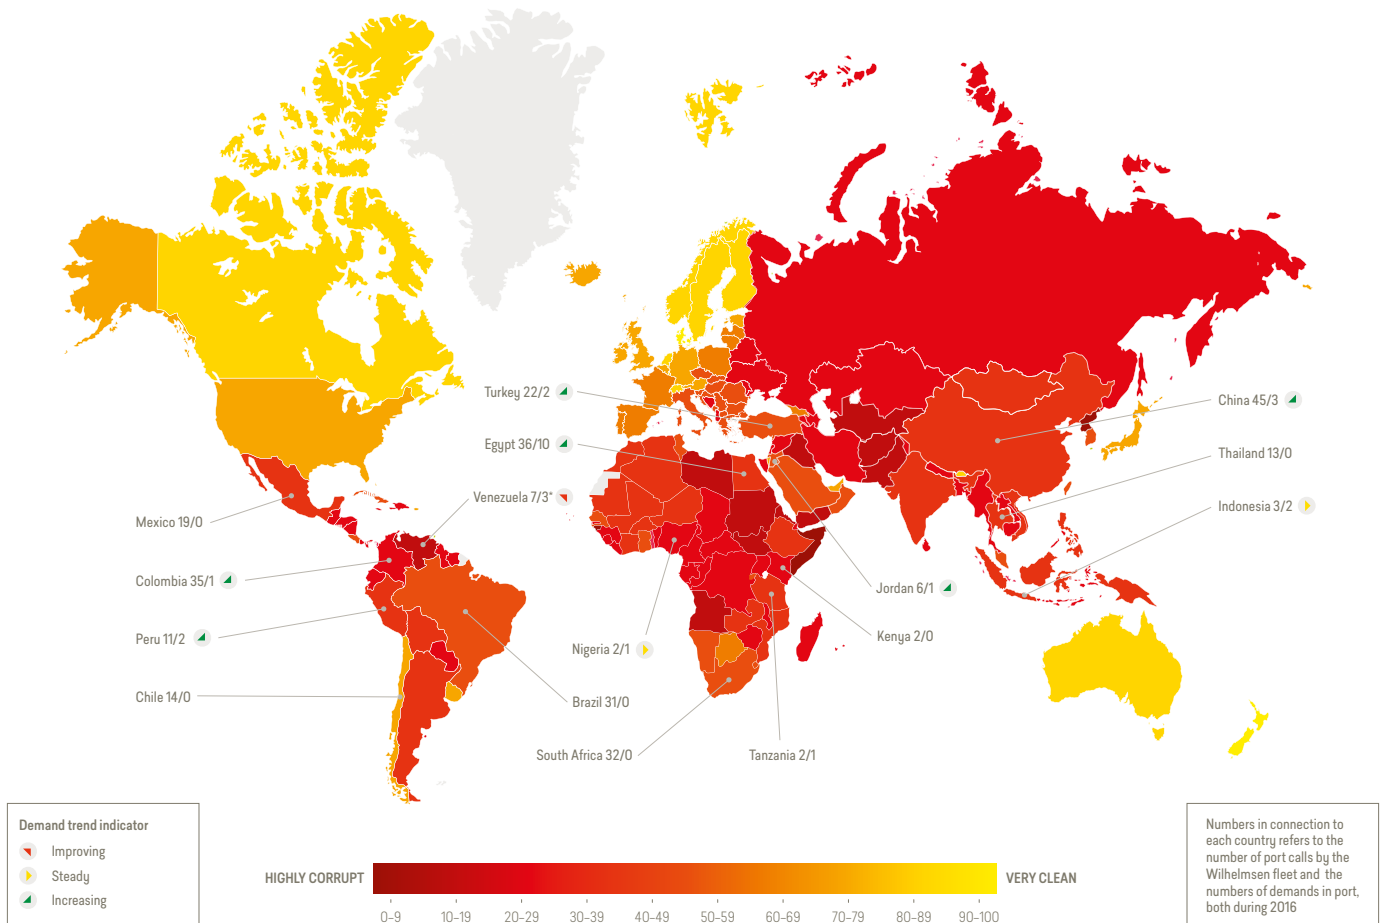 Turkey 22/2
China 45/3
Egypt 36/10
Thailand 13/0
Venezuela 7/3*
Indonesia 3/2
Mexico 19/0
Colombia 35/1
Jordan 6/1
Peru 11/2
Kenya 2/0
Nigeria 2/1
Chile 14/0
Brazil 31/0
South Africa 32/0
Tanzania 2/1
Demand trend indicator
Improving
Steady
Increasing
HIGHLY CORRUPT
VERY CLEAN
0–9 10–19 20–29 30–39 40–49 50–59 60–69 70–79 80–89 90–100
Numbers in connection to
each country refers to the
number of port calls by the
Wilhelmsen fleet and the
numbers of demands in port,
both during 2016